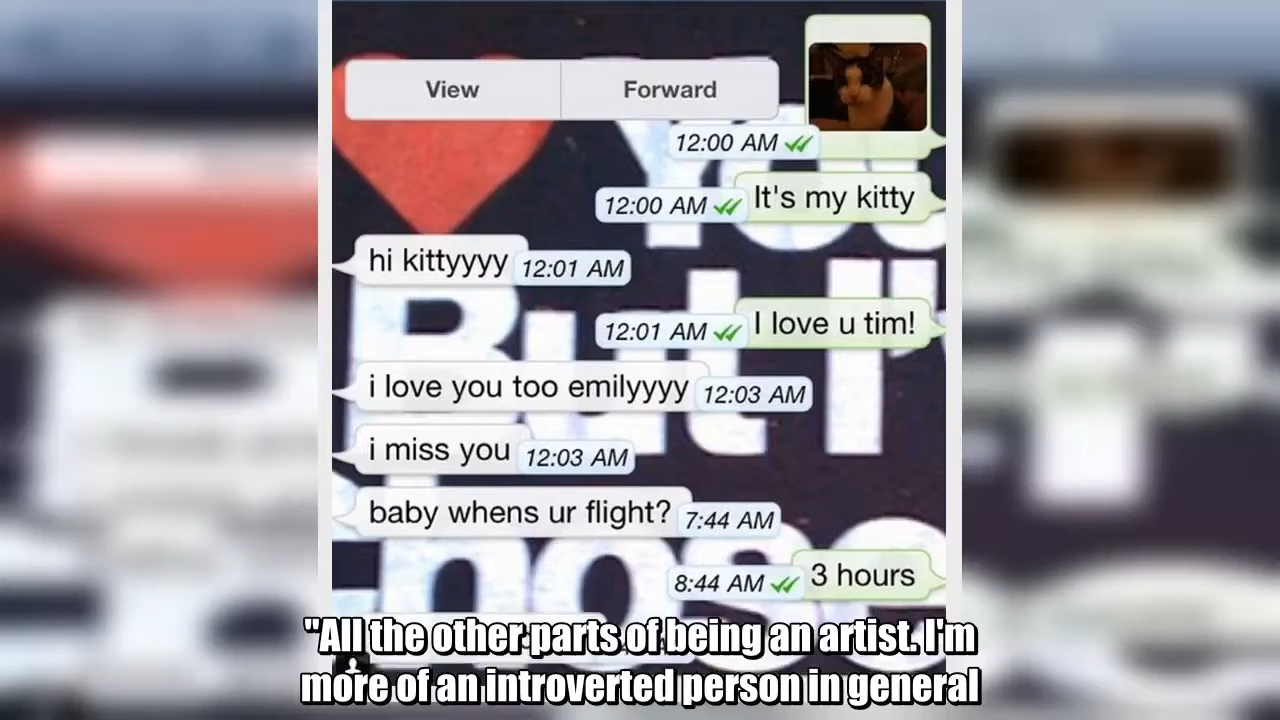 View Forward
12:00 AM
12:00 AM It's my kitty
hi kittyyyy 12:01 AM
12:01 AM I love u tim!
i love you too emilyyyy 12:03 AM
i miss you 12:03 AM
baby whens ur flight? 7:44 AM
8:44 AM 3 hours
You
But I'
hose
"All the other parts of being an artist. I'm
more of an introverted person in general